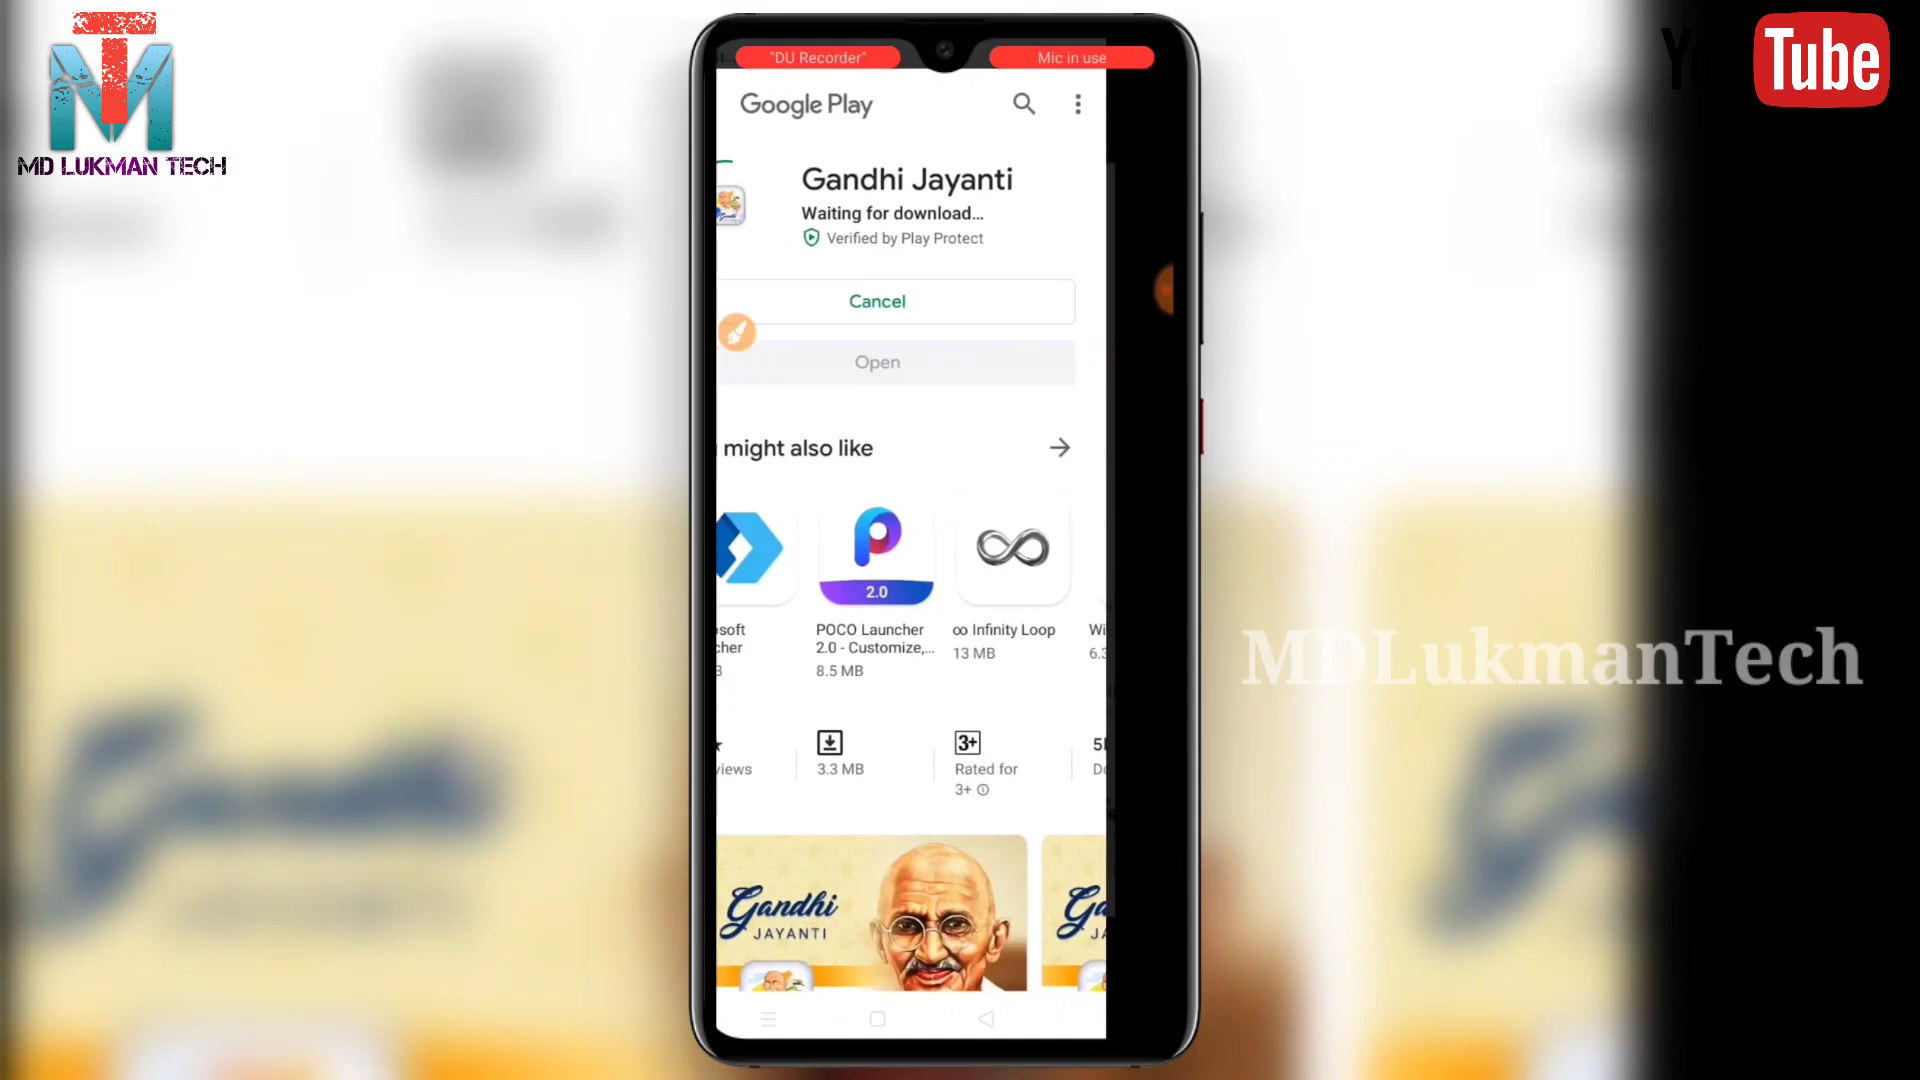 TM
MD LUKMAN TECH
"DU Recorder"
Mic in use
Tube
Google Play
Gandhi Jayanti
Waiting for download...
Verified by Play Protect
Cancel
Open
might also like
2.0
POCO Launcher
2.0 - Customize,...
8.5 MB
∞ Infinity Loop
13 MB
3.3 MB
3+
Rated for
3+
Gandhi
JAYANTI
MDLukmanTech